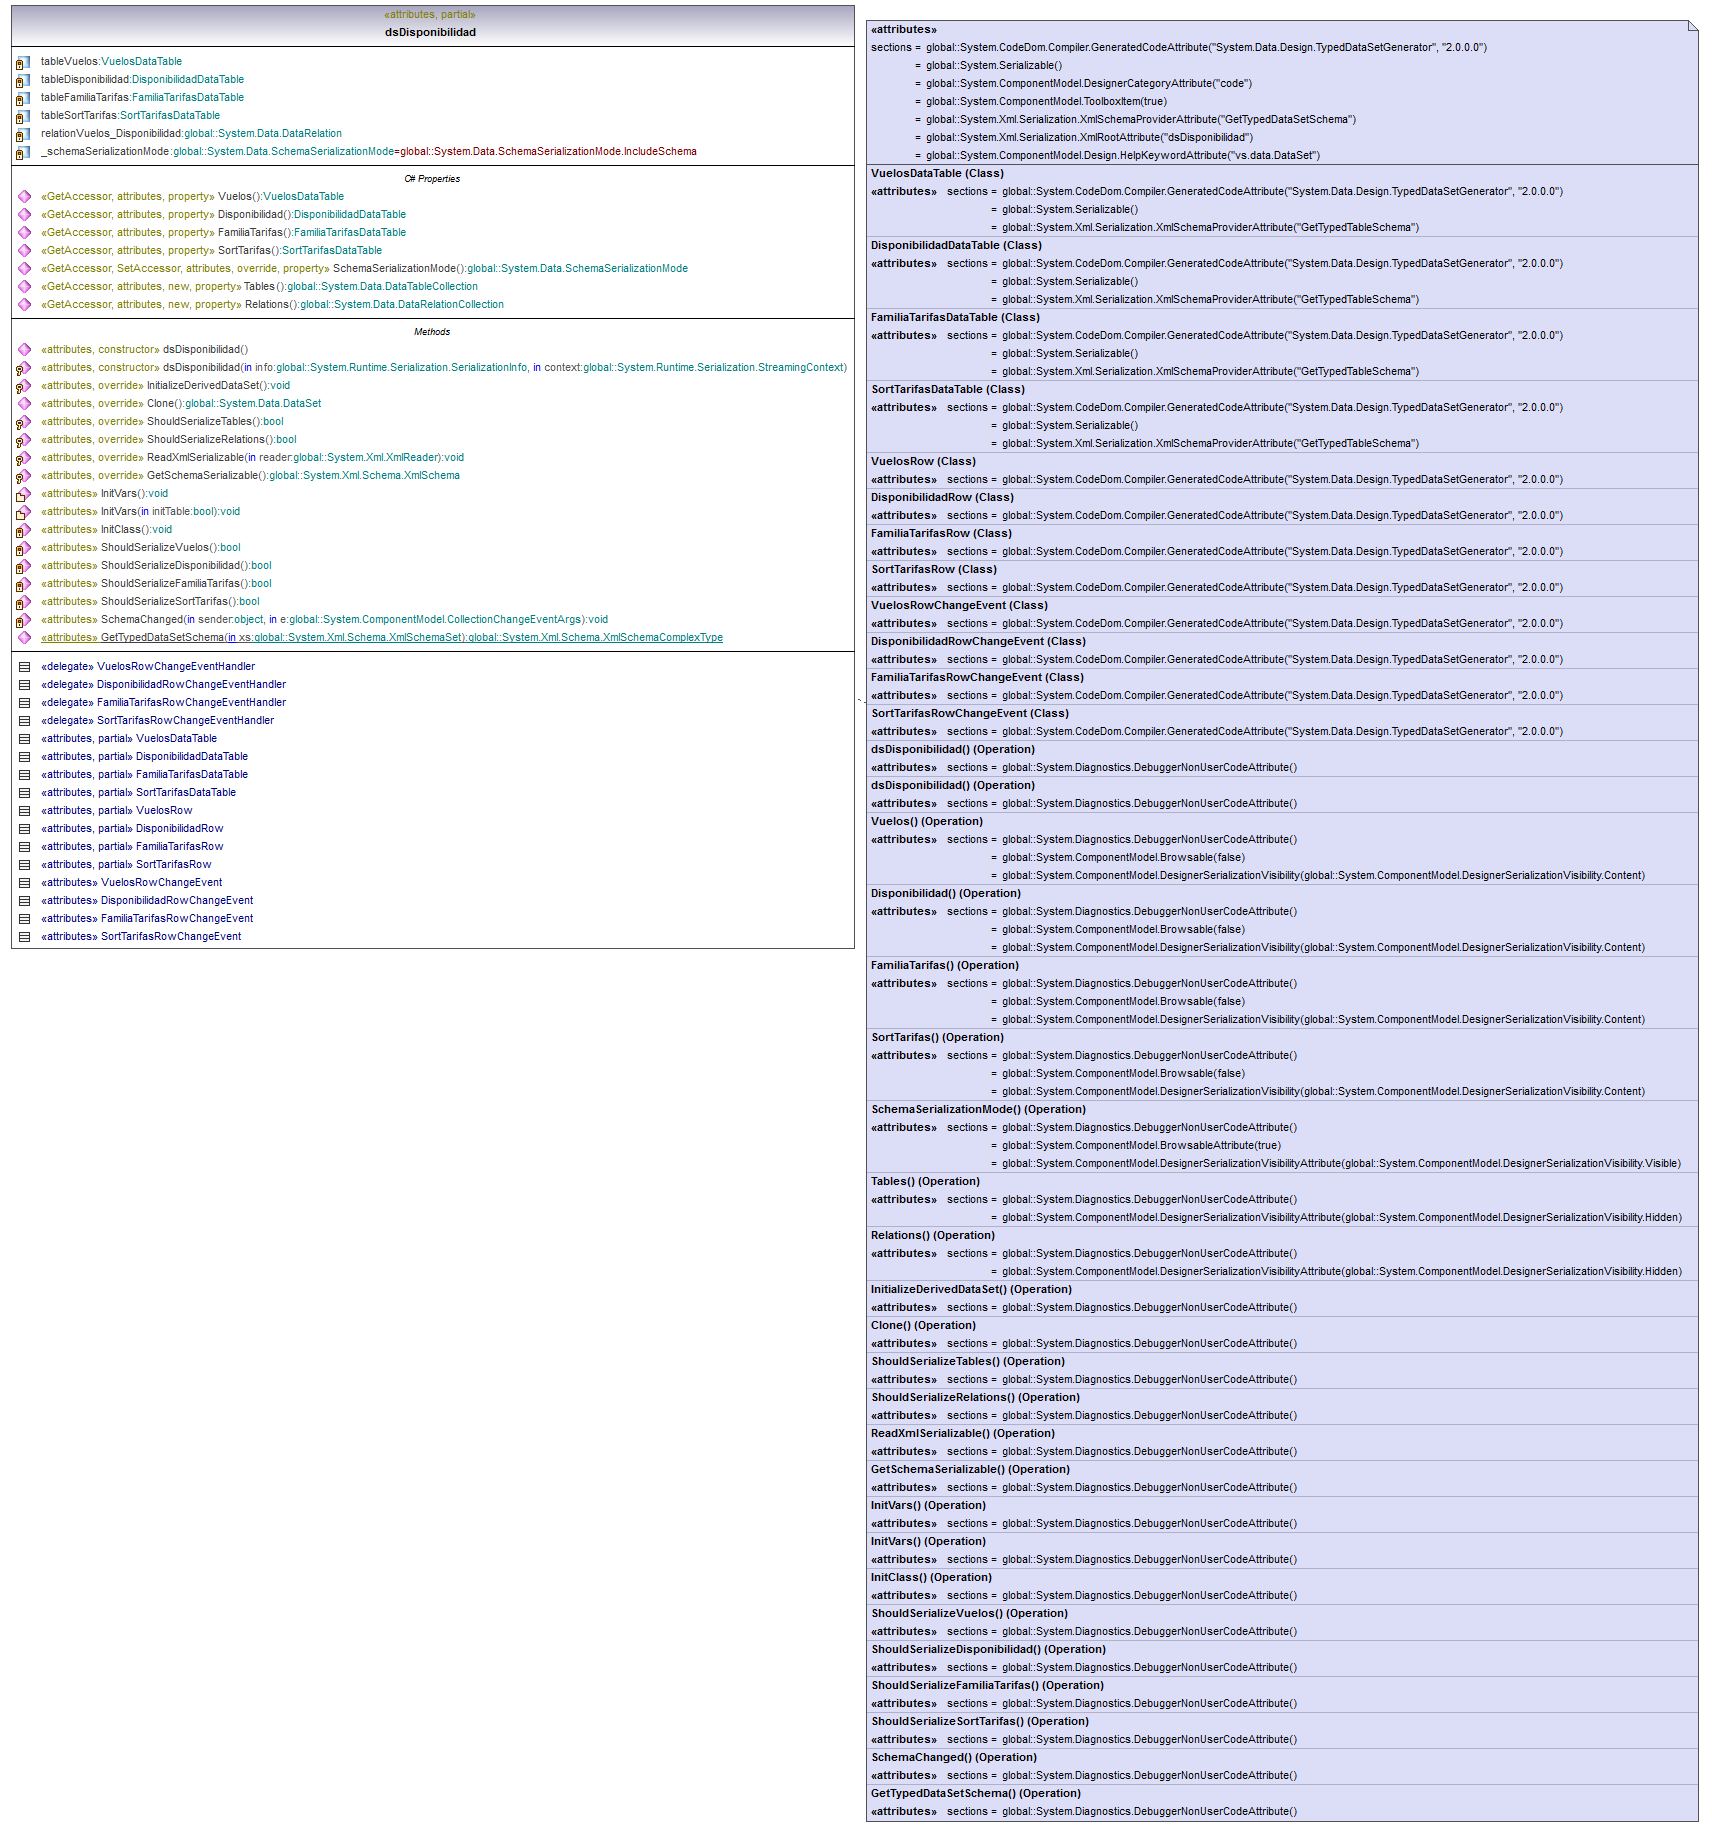 «attributes, partial»
dsDisponibilidad
tableVuelos:VuelosDataTable
tableDisponibilidad:DisponibilidadDataTable
tableFamiliaTarifas:FamiliaTarifasDataTable
tableSortTarifas:SortTarifasDataTable
relationVuelos_Disponibilidad:global::System.Data.DataRelation
_schemaSerializationMode:global::System.Data.SchemaSerializationMode=global::System.Data.SchemaSerializationMode.IncludeSchema
C# Properties
«GetAccessor, attributes, property» Vuelos():VuelosDataTable
«GetAccessor, attributes, property» Disponibilidad():DisponibilidadDataTable
«GetAccessor, attributes, property» FamiliaTarifas():FamiliaTarifasDataTable
«GetAccessor, attributes, property» SortTarifas():SortTarifasDataTable
«GetAccessor, SetAccessor, attributes, override, property» SchemaSerializationMode():global::System.Data.SchemaSerializationMode
«GetAccessor, attributes, new, property» Tables():global::System.Data.DataTableCollection
«GetAccessor, attributes, new, property» Relations():global::System.Data.DataRelationCollection
Methods
«attributes, constructor» dsDisponibilidad()
«attributes, constructor» dsDisponibilidad(in info:global::System.Runtime.Serialization.SerializationInfo, in context:global::System.Runtime.Serialization.StreamingContext)
«attributes, override» InitializeDerivedDataSet():void
«attributes, override» Clone():global::System.Data.DataSet
«attributes, override» ShouldSerializeTables():bool
«attributes, override» ShouldSerializeRelations():bool
«attributes, override» ReadXmlSerializable(in reader:global::System.Xml.XmlReader):void
«attributes, override» GetSchemaSerializable():global::System.Xml.Schema.XmlSchema
«attributes» InitVars():void
«attributes» InitVars(in initTable:bool):void
«attributes» InitClass():void
«attributes» ShouldSerializeVuelos():bool
«attributes» ShouldSerializeDisponibilidad():bool
«attributes» ShouldSerializeFamiliaTarifas():bool
«attributes» ShouldSerializeSortTarifas():bool
«attributes» SchemaChanged(in sender:object, in e:global::System.ComponentModel.CollectionChangeEventArgs):void
«attributes» GetTypedDataSetSchema(in xs:global::System.Xml.Schema.XmlSchemaSet):global::System.Xml.Schema.XmlSchemaComplexType
«delegate» VuelosRowChangeEventHandler
«delegate» DisponibilidadRowChangeEventHandler
«delegate» FamiliaTarifasRowChangeEventHandler
«delegate» SortTarifasRowChangeEventHandler
«attributes, partial» VuelosDataTable
«attributes, partial» DisponibilidadDataTable
«attributes, partial» FamiliaTarifasDataTable
«attributes, partial» SortTarifasDataTable
«attributes, partial» VuelosRow
«attributes, partial» DisponibilidadRow
«attributes, partial» FamiliaTarifasRow
«attributes, partial» SortTarifasRow
«attributes» VuelosRowChangeEvent
«attributes» DisponibilidadRowChangeEvent
«attributes» FamiliaTarifasRowChangeEvent
«attributes» SortTarifasRowChangeEvent
«attributes»
sections = global::System.CodeDom.Compiler.GeneratedCodeAttribute("System.Data.Design.TypedDataSetGenerator", "2.0.0.0")
= global::System.Serializable()
= global::System.ComponentModel.DesignerCategoryAttribute("code")
= global::System.ComponentModel.ToolboxItem(true)
= global::System.Xml.Serialization.XmlSchemaProviderAttribute("GetTypedDataSetSchema")
= global::System.Xml.Serialization.XmlRootAttribute("dsDisponibilidad")
= global::System.ComponentModel.Design.HelpKeywordAttribute("vs.data.DataSet")
VuelosDataTable (Class)
«attributes» sections = global::System.CodeDom.Compiler.GeneratedCodeAttribute("System.Data.Design.TypedDataSetGenerator", "2.0.0.0")
= global::System.Serializable()
= global::System.Xml.Serialization.XmlSchemaProviderAttribute("GetTypedTableSchema")
DisponibilidadDataTable (Class)
«attributes» sections = global::System.CodeDom.Compiler.GeneratedCodeAttribute("System.Data.Design.TypedDataSetGenerator", "2.0.0.0")
= global::System.Serializable()
= global::System.Xml.Serialization.XmlSchemaProviderAttribute("GetTypedTableSchema")
FamiliaTarifasDataTable (Class)
«attributes» sections = global::System.CodeDom.Compiler.GeneratedCodeAttribute("System.Data.Design.TypedDataSetGenerator", "2.0.0.0")
= global::System.Serializable()
= global::System.Xml.Serialization.XmlSchemaProviderAttribute("GetTypedTableSchema")
SortTarifasDataTable (Class)
«attributes» sections = global::System.CodeDom.Compiler.GeneratedCodeAttribute("System.Data.Design.TypedDataSetGenerator", "2.0.0.0")
= global::System.Serializable()
= global::System.Xml.Serialization.XmlSchemaProviderAttribute("GetTypedTableSchema")
VuelosRow (Class)
«attributes» sections = global::System.CodeDom.Compiler.GeneratedCodeAttribute("System.Data.Design.TypedDataSetGenerator", "2.0.0.0")
DisponibilidadRow (Class)
«attributes» sections = global::System.CodeDom.Compiler.GeneratedCodeAttribute("System.Data.Design.TypedDataSetGenerator", "2.0.0.0")
FamiliaTarifasRow (Class)
«attributes» sections = global::System.CodeDom.Compiler.GeneratedCodeAttribute("System.Data.Design.TypedDataSetGenerator", "2.0.0.0")
SortTarifasRow (Class)
«attributes» sections = global::System.CodeDom.Compiler.GeneratedCodeAttribute("System.Data.Design.TypedDataSetGenerator", "2.0.0.0")
VuelosRowChangeEvent (Class)
«attributes» sections = global::System.CodeDom.Compiler.GeneratedCodeAttribute("System.Data.Design.TypedDataSetGenerator", "2.0.0.0")
DisponibilidadRowChangeEvent (Class)
«attributes» sections = global::System.CodeDom.Compiler.GeneratedCodeAttribute("System.Data.Design.TypedDataSetGenerator", "2.0.0.0")
FamiliaTarifasRowChangeEvent (Class)
«attributes» sections = global::System.CodeDom.Compiler.GeneratedCodeAttribute("System.Data.Design.TypedDataSetGenerator", "2.0.0.0")
SortTarifasRowChangeEvent (Class)
«attributes» sections = global::System.CodeDom.Compiler.GeneratedCodeAttribute("System.Data.Design.TypedDataSetGenerator", "2.0.0.0")
dsDisponibilidad() (Operation)
«attributes» sections = global::System.Diagnostics.DebuggerNonUserCodeAttribute()
dsDisponibilidad() (Operation)
«attributes» sections = global::System.Diagnostics.DebuggerNonUserCodeAttribute()
Vuelos() (Operation)
«attributes» sections = global::System.Diagnostics.DebuggerNonUserCodeAttribute()
= global::System.ComponentModel.Browsable(false)
= global::System.ComponentModel.DesignerSerializationVisibility(global::System.ComponentModel.DesignerSerializationVisibility.Content)
Disponibilidad() (Operation)
«attributes» sections = global::System.Diagnostics.DebuggerNonUserCodeAttribute()
= global::System.ComponentModel.Browsable(false)
= global::System.ComponentModel.DesignerSerializationVisibility(global::System.ComponentModel.DesignerSerializationVisibility.Content)
FamiliaTarifas() (Operation)
«attributes» sections = global::System.Diagnostics.DebuggerNonUserCodeAttribute()
= global::System.ComponentModel.Browsable(false)
= global::System.ComponentModel.DesignerSerializationVisibility(global::System.ComponentModel.DesignerSerializationVisibility.Content)
SortTarifas() (Operation)
«attributes» sections = global::System.Diagnostics.DebuggerNonUserCodeAttribute()
= global::System.ComponentModel.Browsable(false)
= global::System.ComponentModel.DesignerSerializationVisibility(global::System.ComponentModel.DesignerSerializationVisibility.Content)
SchemaSerializationMode() (Operation)
«attributes» sections = global::System.Diagnostics.DebuggerNonUserCodeAttribute()
= global::System.ComponentModel.BrowsableAttribute(true)
= global::System.ComponentModel.DesignerSerializationVisibilityAttribute(global::System.ComponentModel.DesignerSerializationVisibility.Visible)
Tables() (Operation)
«attributes» sections = global::System.Diagnostics.DebuggerNonUserCodeAttribute()
= global::System.ComponentModel.DesignerSerializationVisibilityAttribute(global::System.ComponentModel.DesignerSerializationVisibility.Hidden)
Relations() (Operation)
«attributes» sections = global::System.Diagnostics.DebuggerNonUserCodeAttribute()
= global::System.ComponentModel.DesignerSerializationVisibilityAttribute(global::System.ComponentModel.DesignerSerializationVisibility.Hidden)
InitializeDerivedDataSet() (Operation)
«attributes» sections = global::System.Diagnostics.DebuggerNonUserCodeAttribute()
Clone() (Operation)
«attributes» sections = global::System.Diagnostics.DebuggerNonUserCodeAttribute()
ShouldSerializeTables() (Operation)
«attributes» sections = global::System.Diagnostics.DebuggerNonUserCodeAttribute()
ShouldSerializeRelations() (Operation)
«attributes» sections = global::System.Diagnostics.DebuggerNonUserCodeAttribute()
ReadXmlSerializable() (Operation)
«attributes» sections = global::System.Diagnostics.DebuggerNonUserCodeAttribute()
GetSchemaSerializable() (Operation)
«attributes» sections = global::System.Diagnostics.DebuggerNonUserCodeAttribute()
InitVars() (Operation)
«attributes» sections = global::System.Diagnostics.DebuggerNonUserCodeAttribute()
InitVars() (Operation)
«attributes» sections = global::System.Diagnostics.DebuggerNonUserCodeAttribute()
InitClass() (Operation)
«attributes» sections = global::System.Diagnostics.DebuggerNonUserCodeAttribute()
ShouldSerializeVuelos() (Operation)
«attributes» sections = global::System.Diagnostics.DebuggerNonUserCodeAttribute()
ShouldSerializeDisponibilidad() (Operation)
«attributes» sections = global::System.Diagnostics.DebuggerNonUserCodeAttribute()
ShouldSerializeFamiliaTarifas() (Operation)
«attributes» sections = global::System.Diagnostics.DebuggerNonUserCodeAttribute()
ShouldSerializeSortTarifas() (Operation)
«attributes» sections = global::System.Diagnostics.DebuggerNonUserCodeAttribute()
SchemaChanged() (Operation)
«attributes» sections = global::System.Diagnostics.DebuggerNonUserCodeAttribute()
GetTypedDataSetSchema() (Operation)
«attributes» sections = global::System.Diagnostics.DebuggerNonUserCodeAttribute()